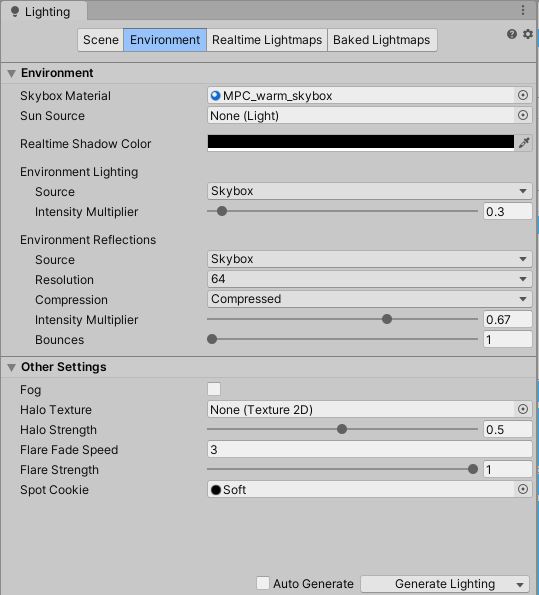 Lighting
Scene Environment Realtime Lightmaps Baked Lightmaps
Environment
Skybox Material MPC_warm_skybox
Sun Source None (Light)
Realtime Shadow Color
Environment Lighting
Source Skybox
Intensity Multiplier 0.3
Environment Reflections
Source Skybox
Resolution 64
Compression Compressed
Intensity Multiplier 0.67
Bounces 1
Other Settings
Fog
Halo Texture None (Texture 2D)
Halo Strength 0.5
Flare Fade Speed 3
Flare Strength 1
Spot Cookie Soft
Auto Generate Generate Lighting